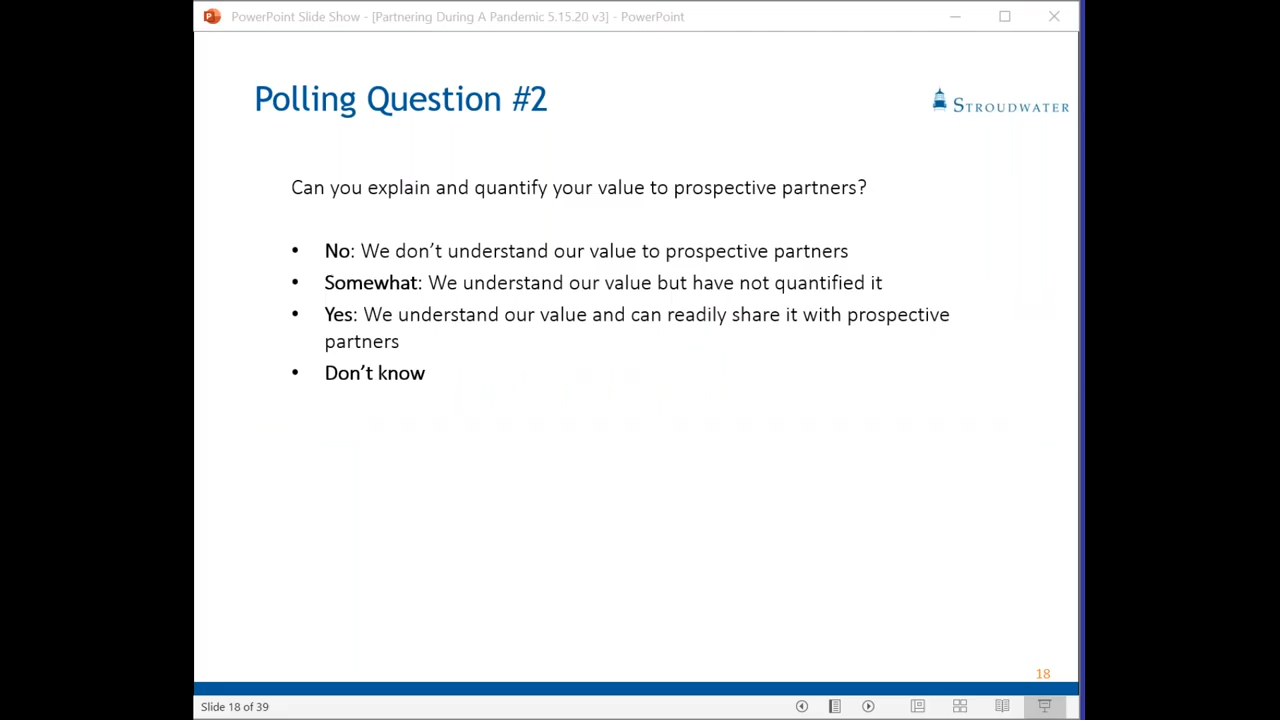 PowerPoint Slide Show - [Partnering During A Pandemic 5.15.20 v3] - PowerPoint
Polling Question #2
STROUDWATER
Can you explain and quantify your value to prospective partners?
• No: We don't understand our value to prospective partners
• Somewhat: We understand our value but have not quantified it
• Yes: We understand our value and can readily share it with prospective
partners
• Don't know
18
Slide 18 of 39